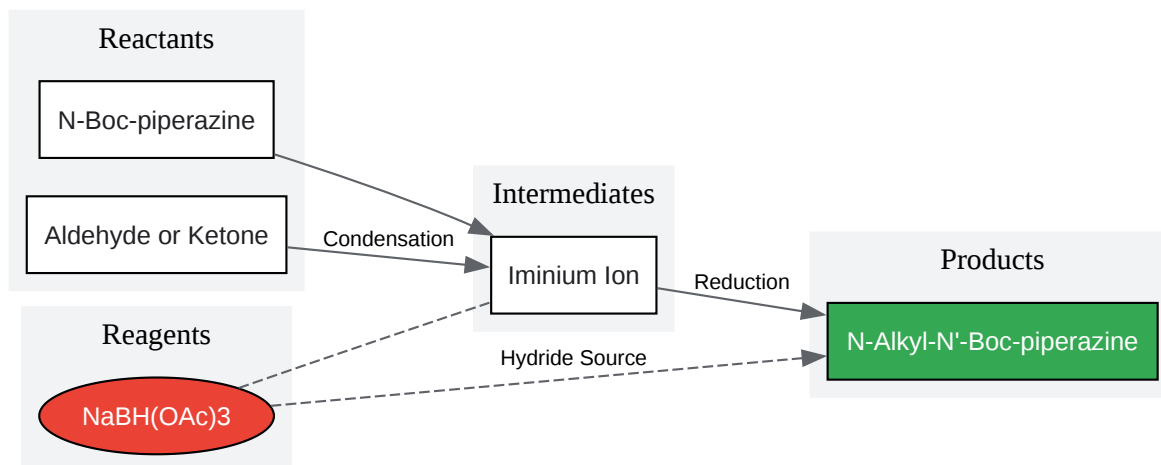 Reactants
N-Boc-piperazine
Aldehyde or Ketone
Condensation
Intermediates
Iminium Ion
Reduction
Products
N-Alkyl-N'-Boc-piperazine
Reagents
NaBH(OAc)3
Hydride Source